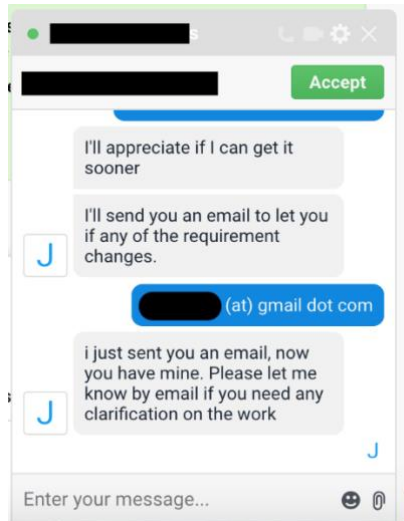 s
Accept
I'll appreciate if I can get it
sooner
I'll send you an email to let you
if any of the requirement
changes.
J
(at) gmail dot com
i just sent you an email, now
you have mine. Please let me
know by email if you need any
clarification on the work
J
J
Enter your message...